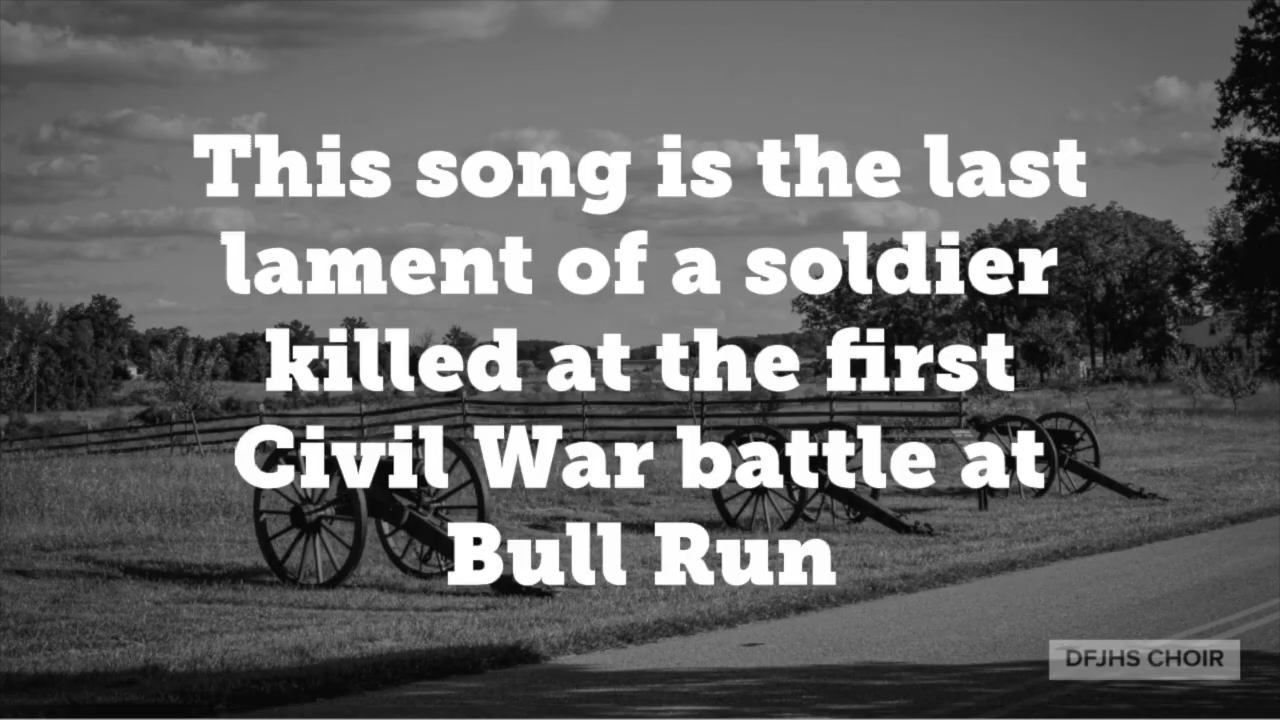 This song is the last
lament of a soldier
killed at the first
Civil War battle at
Bull Run
DFJHS CHOIR